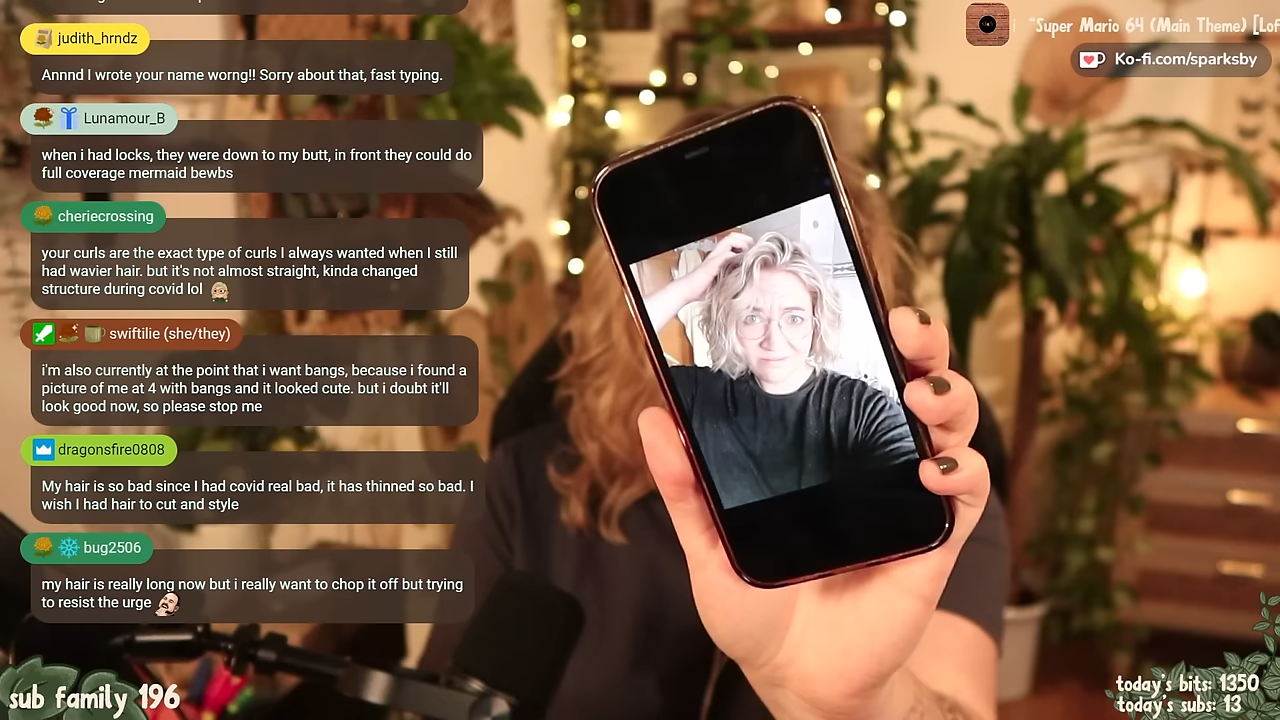 judith_hrndz
Annnd I wrote your name worng!! Sorry about that, fast typing.
Lunamour_B
when i had locks, they were down to my butt, in front they could do
full coverage mermaid bewbs
cheriecrossing
your curls are the exact type of curls I always wanted when I still
had wavier hair. but it's not almost straight, kinda changed
structure during covid lol
swiftilie (she/they)
i'm also currently at the point that i want bangs, because i found a
picture of me at 4 with bangs and it looked cute. but i doubt it'll
look good now, so please stop me
dragonsfire0808
My hair is so bad since I had covid real bad, it has thinned so bad. I
wish I had hair to cut and style
bug2506
my hair is really long now but i really want to chop it off but trying
to resist the urge
sub family 196
"Super Mario 64 (Main Theme) [Lof
Ko-fi.com/sparksby
today's bits: 1350
today's subs: 13